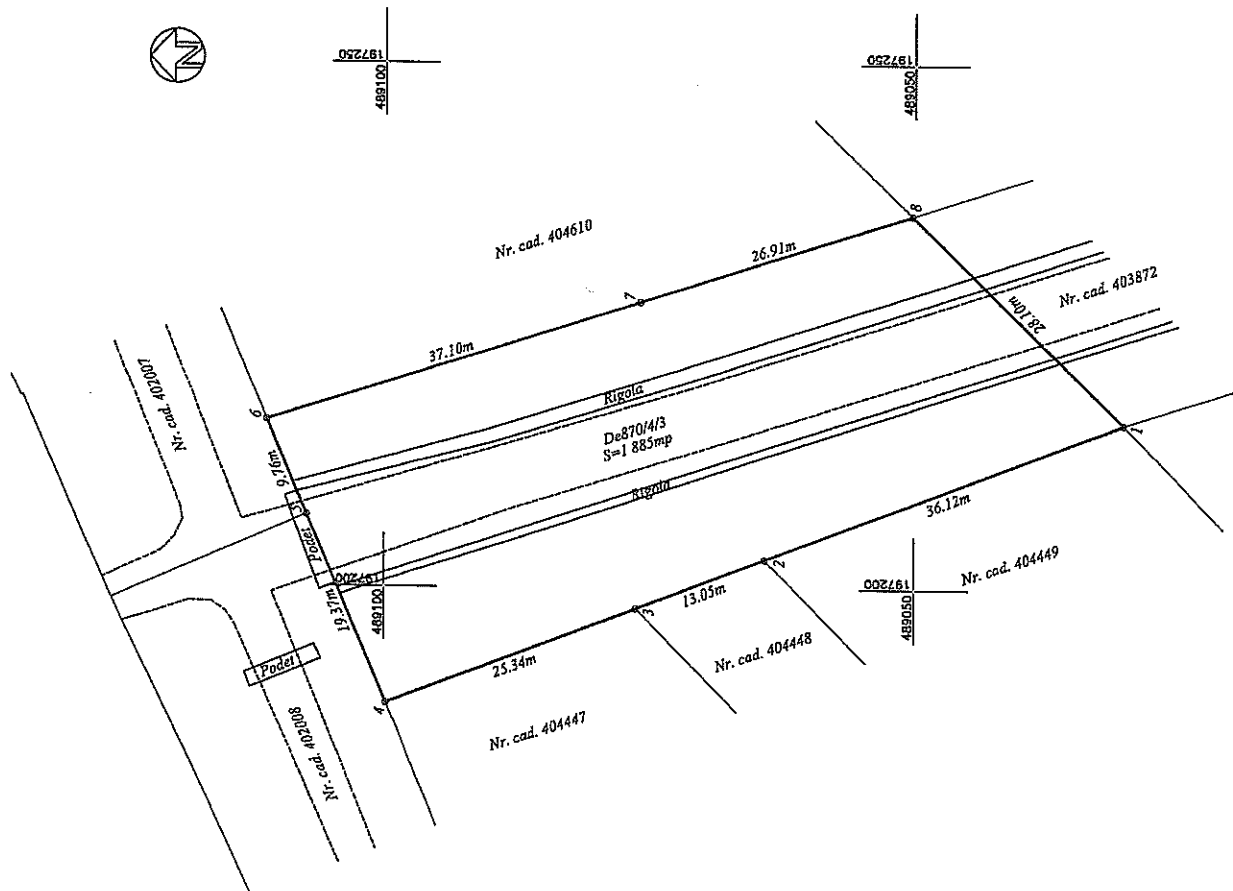 N
197250
489100
197250
489050
Nr. cad. 404610
8
26.91m
7
Nr. cad. 403872
28.10m
37.10m
Nr. cad. 402007
6
Rigola
9.76m
De870/4/3
S=1 885mp
1
5
Rigola
Podet
36.12m
197200
489100
19.37m
2
197200
489050
Nr. cad. 404449
13.05m
3
Nr. cad. 404448
Podet
25.34m
4
Nr. cad. 404447
Nr. cad. 402008